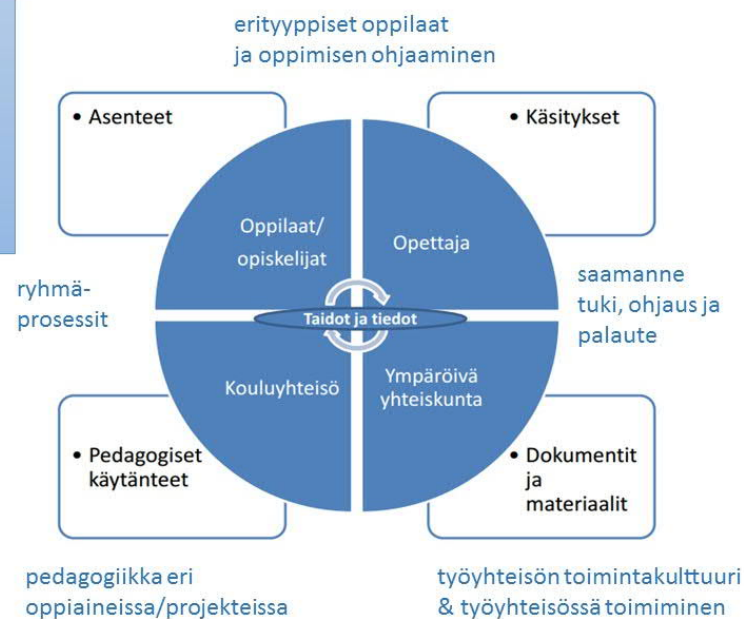 erityyppiset oppilaat
ja oppimisen ohjaaminen
• Asenteet
• Käsitykset
Oppilaat/
opiskelijat
Opettaja
ryhmä-
prosessit
saamanne
tuki, ohjaus ja
palaute
Taidot ja tiedot
Kouluyhteisö
Ympäröivä
yhteiskunta
• Pedagogiset
käytänteet
• Dokumentit
ja
materiaalit
pedagogiikka eri
oppiaineissa/projekteissa
työyhteisön toimintakulttuuri
& työyhteisössä toimiminen